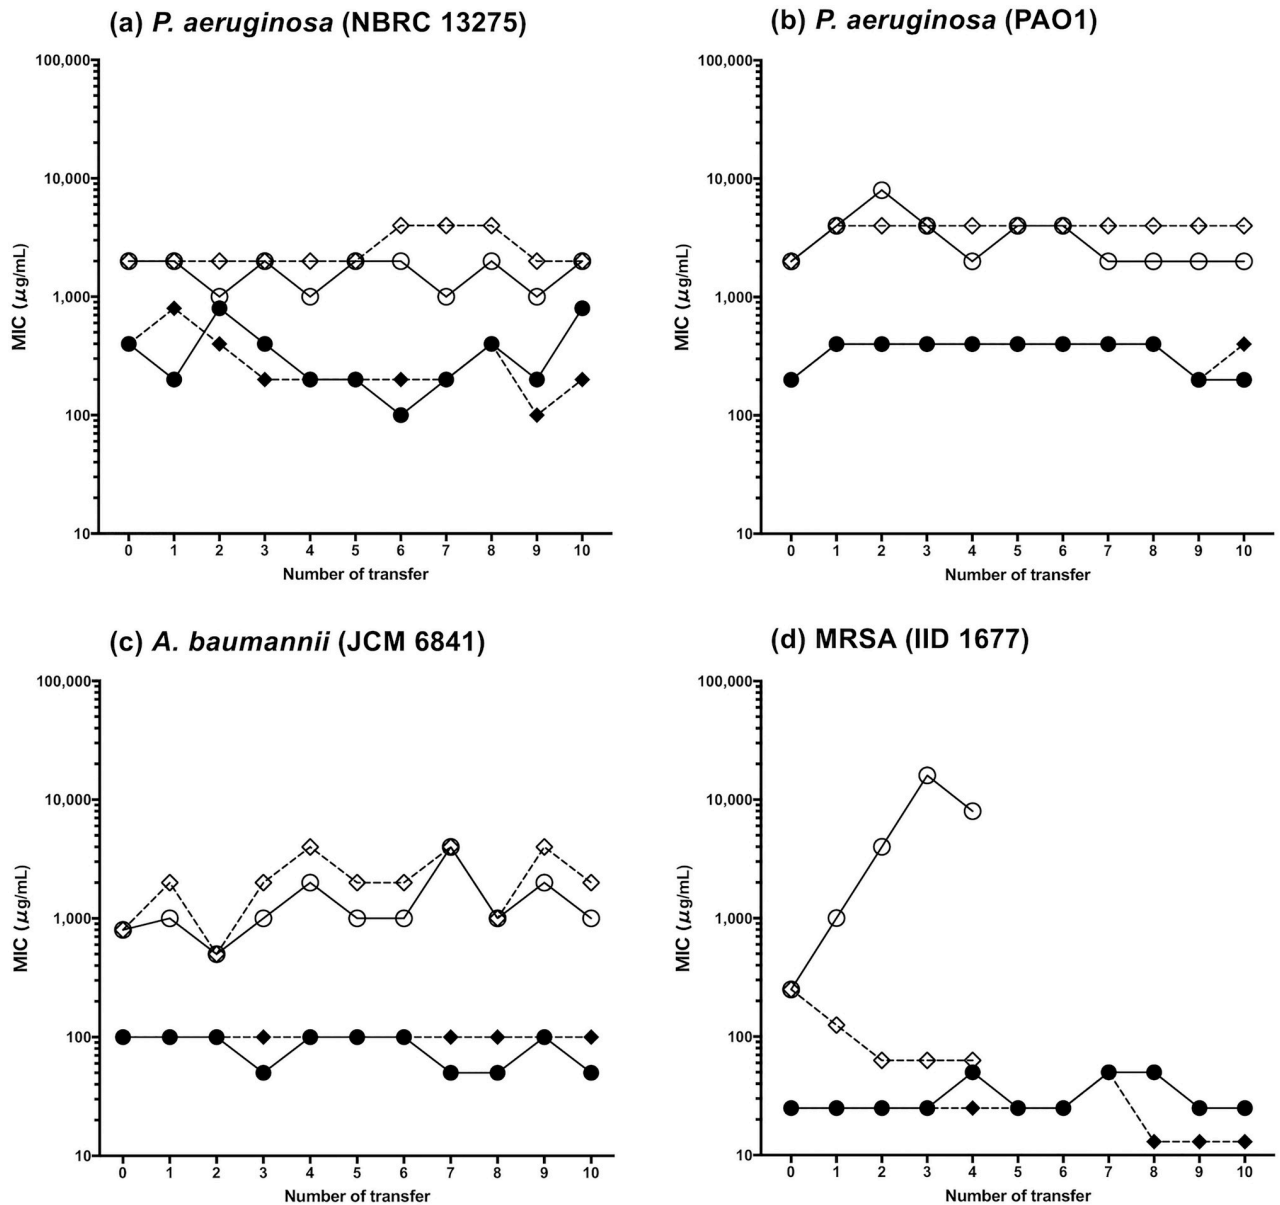 (a) P. aeruginosa (NBRC 13275)
100,000
10,000
1,000
100
10
MIC (μg/mL)
0 1 2 3 4 5 6 7 8 9 10
Number of transfer
(b) P. aeruginosa (PAO1)
100,000
10,000
1,000
100
10
MIC (μg/mL)
0 1 2 3 4 5 6 7 8 9 10
Number of transfer
(c) A. baumannii (JCM 6841)
100,000
10,000
1,000
100
10
MIC (μg/mL)
0 1 2 3 4 5 6 7 8 9 10
Number of transfer
(d) MRSA (IID 1677)
100,000
10,000
1,000
100
10
MIC (μg/mL)
0 1 2 3 4 5 6 7 8 9 10
Number of transfer